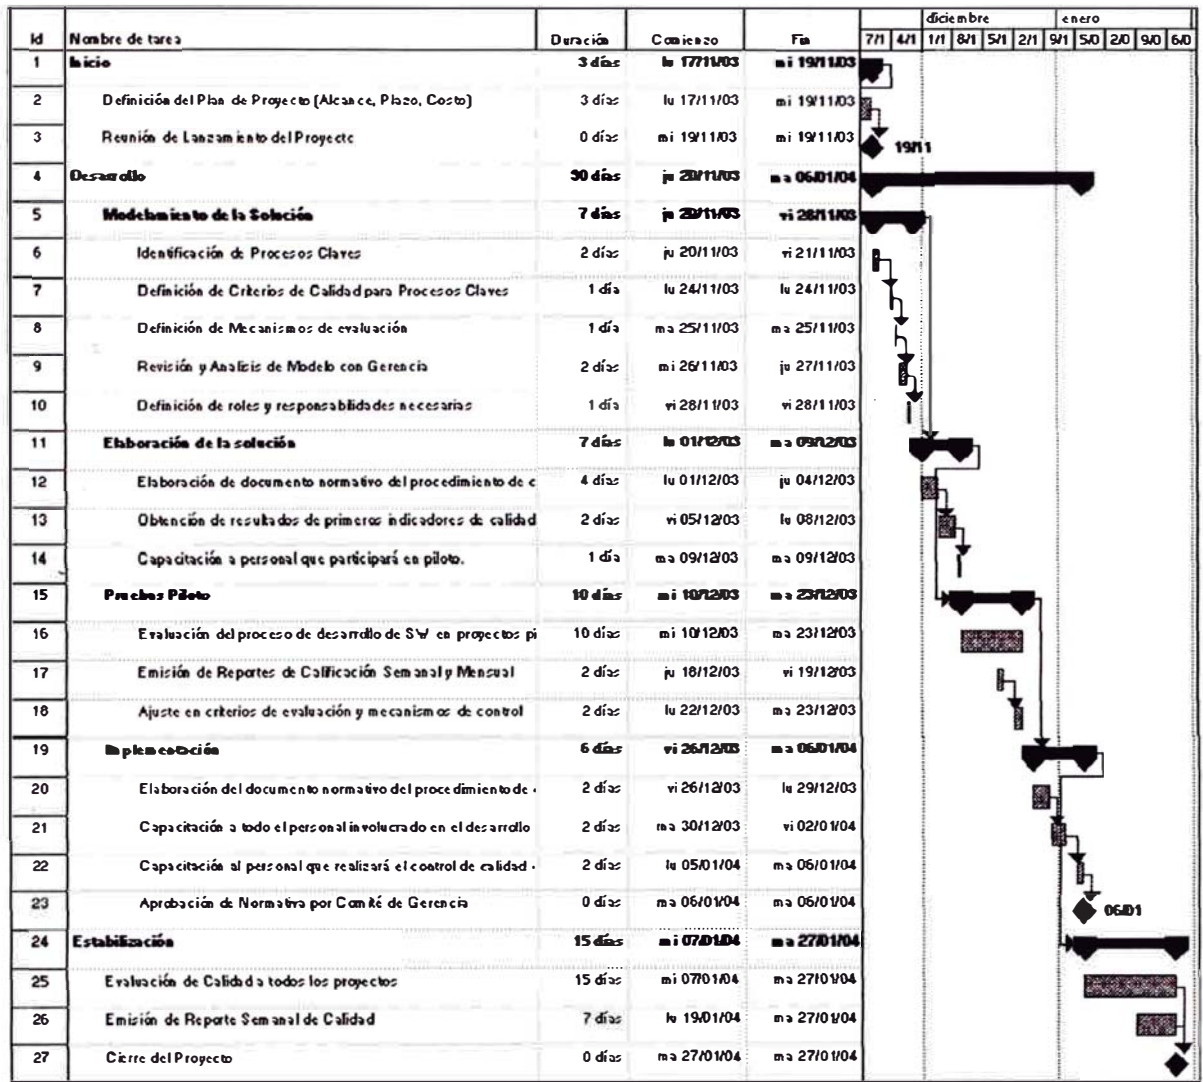 diciembre enero
Id Nombre de tarea Duración Comienzo Fin 7/1 4/1 1/1 8/1 5/1 2/1 9/1 5/0 2/0 9/0 6/0
1 Inicio 3 días lu 17/11/03 mi 19/11/03
2 Definición del Plan de Proyecto (Alcance, Plazo, Costo) 3 días lu 17/11/03 mi 19/11/03
3 Reunión de Lanzamiento del Proyecto 0 días mi 19/11/03 mi 19/11/03 19/11
4 Desarrollo 30 días ju 20/11/03 ma 06/01/04
5 Modelamiento de la Solución 7 días ju 20/11/03 vi 28/11/03
6 Identificación de Procesos Claves 2 días ju 20/11/03 vi 21/11/03
7 Definición de Criterios de Calidad para Procesos Claves 1 día lu 24/11/03 lu 24/11/03
8 Definición de Mecanismos de evaluación 1 día ma 25/11/03 ma 25/11/03
9 Revisión y Analisis de Modelo con Gerencia 2 días mi 26/11/03 ju 27/11/03
10 Definición de roles y responsabilidades necesarias 1 día vi 28/11/03 vi 28/11/03
11 Elaboración de la solución 7 días lu 01/12/03 ma 09/12/03
12 Elaboración de documento normativo del procedimiento de c 4 días lu 01/12/03 ju 04/12/03
13 Obtención de resultados de primeros indicadores de calidad 2 días vi 05/12/03 lu 08/12/03
14 Capacitación a personal que participará en piloto. 1 día ma 09/12/03 ma 09/12/03
15 Pruebas Piloto 10 días mi 10/12/03 ma 23/12/03
16 Evaluación del proceso de desarrollo de SW en proyectos pi 10 días mi 10/12/03 ma 23/12/03
17 Emisión de Reportes de Calificación Semanal y Mensual 2 días ju 18/12/03 vi 19/12/03
18 Ajuste en criterios de evaluación y mecanismos de control 2 días lu 22/12/03 ma 23/12/03
19 Implementación 6 días vi 26/12/03 ma 06/01/04
20 Elaboración del documento normativo del procedimiento de 2 días vi 26/12/03 lu 29/12/03
21 Capacitación a todo el personal involucrado en el desarrollo 2 días ma 30/12/03 vi 02/01/04
22 Capacitación al personal que realizará el control de calidad 2 días lu 05/01/04 ma 06/01/04
23 Aprobación de Normativa por Comité de Gerencia 0 días ma 06/01/04 ma 06/01/04 06/01
24 Estabilización 15 días mi 07/01/04 ma 27/01/04
25 Evaluación de Calidad a todos los proyectos 15 días mi 07/01/04 ma 27/01/04
26 Emisión de Reporte Semanal de Calidad 7 días lu 19/01/04 ma 27/01/04
27 Cierre del Proyecto 0 días ma 27/01/04 ma 27/01/04